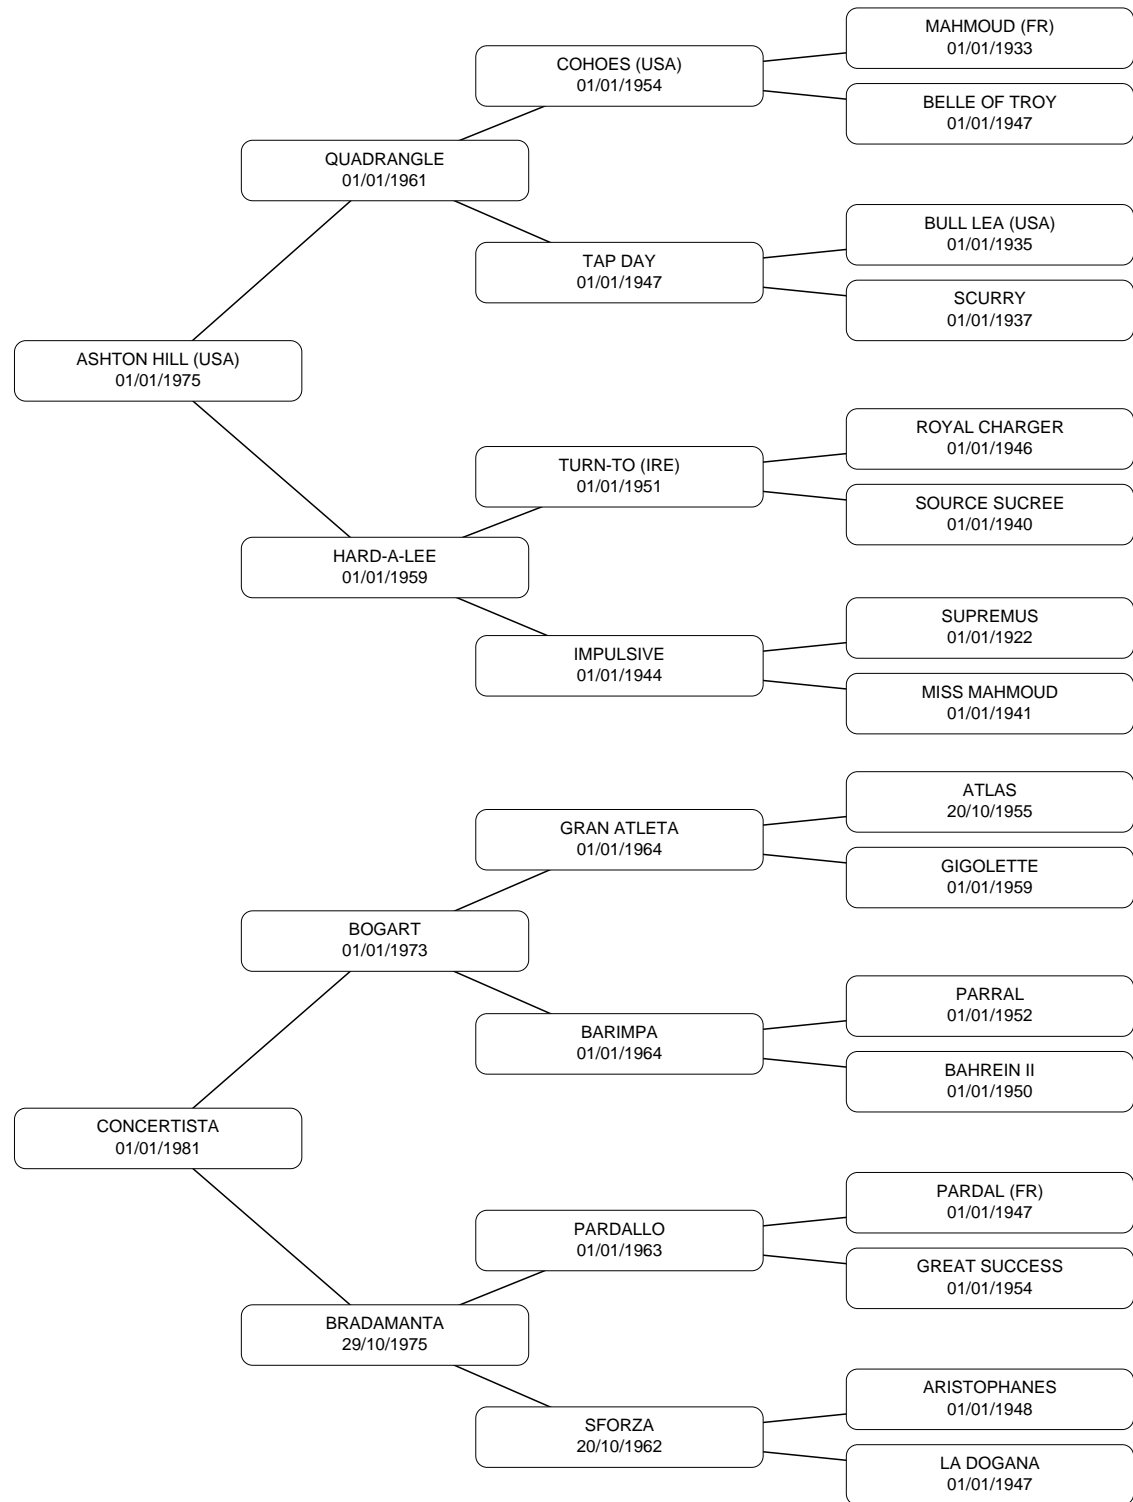 MAHMOUD (FR)
01/01/1933
COHOES (USA)
01/01/1954
BELLE OF TROY
01/01/1947
QUADRANGLE
01/01/1961
BULL LEA (USA)
01/01/1935
TAP DAY
01/01/1947
SCURRY
01/01/1937
ASHTON HILL (USA)
01/01/1975
ROYAL CHARGER
01/01/1946
TURN-TO (IRE)
01/01/1951
SOURCE SUCREE
01/01/1940
HARD-A-LEE
01/01/1959
SUPREMUS
01/01/1922
IMPULSIVE
01/01/1944
MISS MAHMOUD
01/01/1941
ATLAS
20/10/1955
GRAN ATLETA
01/01/1964
GIGOLETTE
01/01/1959
BOGART
01/01/1973
PARRAL
01/01/1952
BARIMPA
01/01/1964
BAHREIN II
01/01/1950
CONCERTISTA
01/01/1981
PARDAL (FR)
01/01/1947
PARDALLO
01/01/1963
GREAT SUCCESS
01/01/1954
BRADAMANTA
29/10/1975
ARISTOPHANES
01/01/1948
SFORZA
20/10/1962
LA DOGANA
01/01/1947